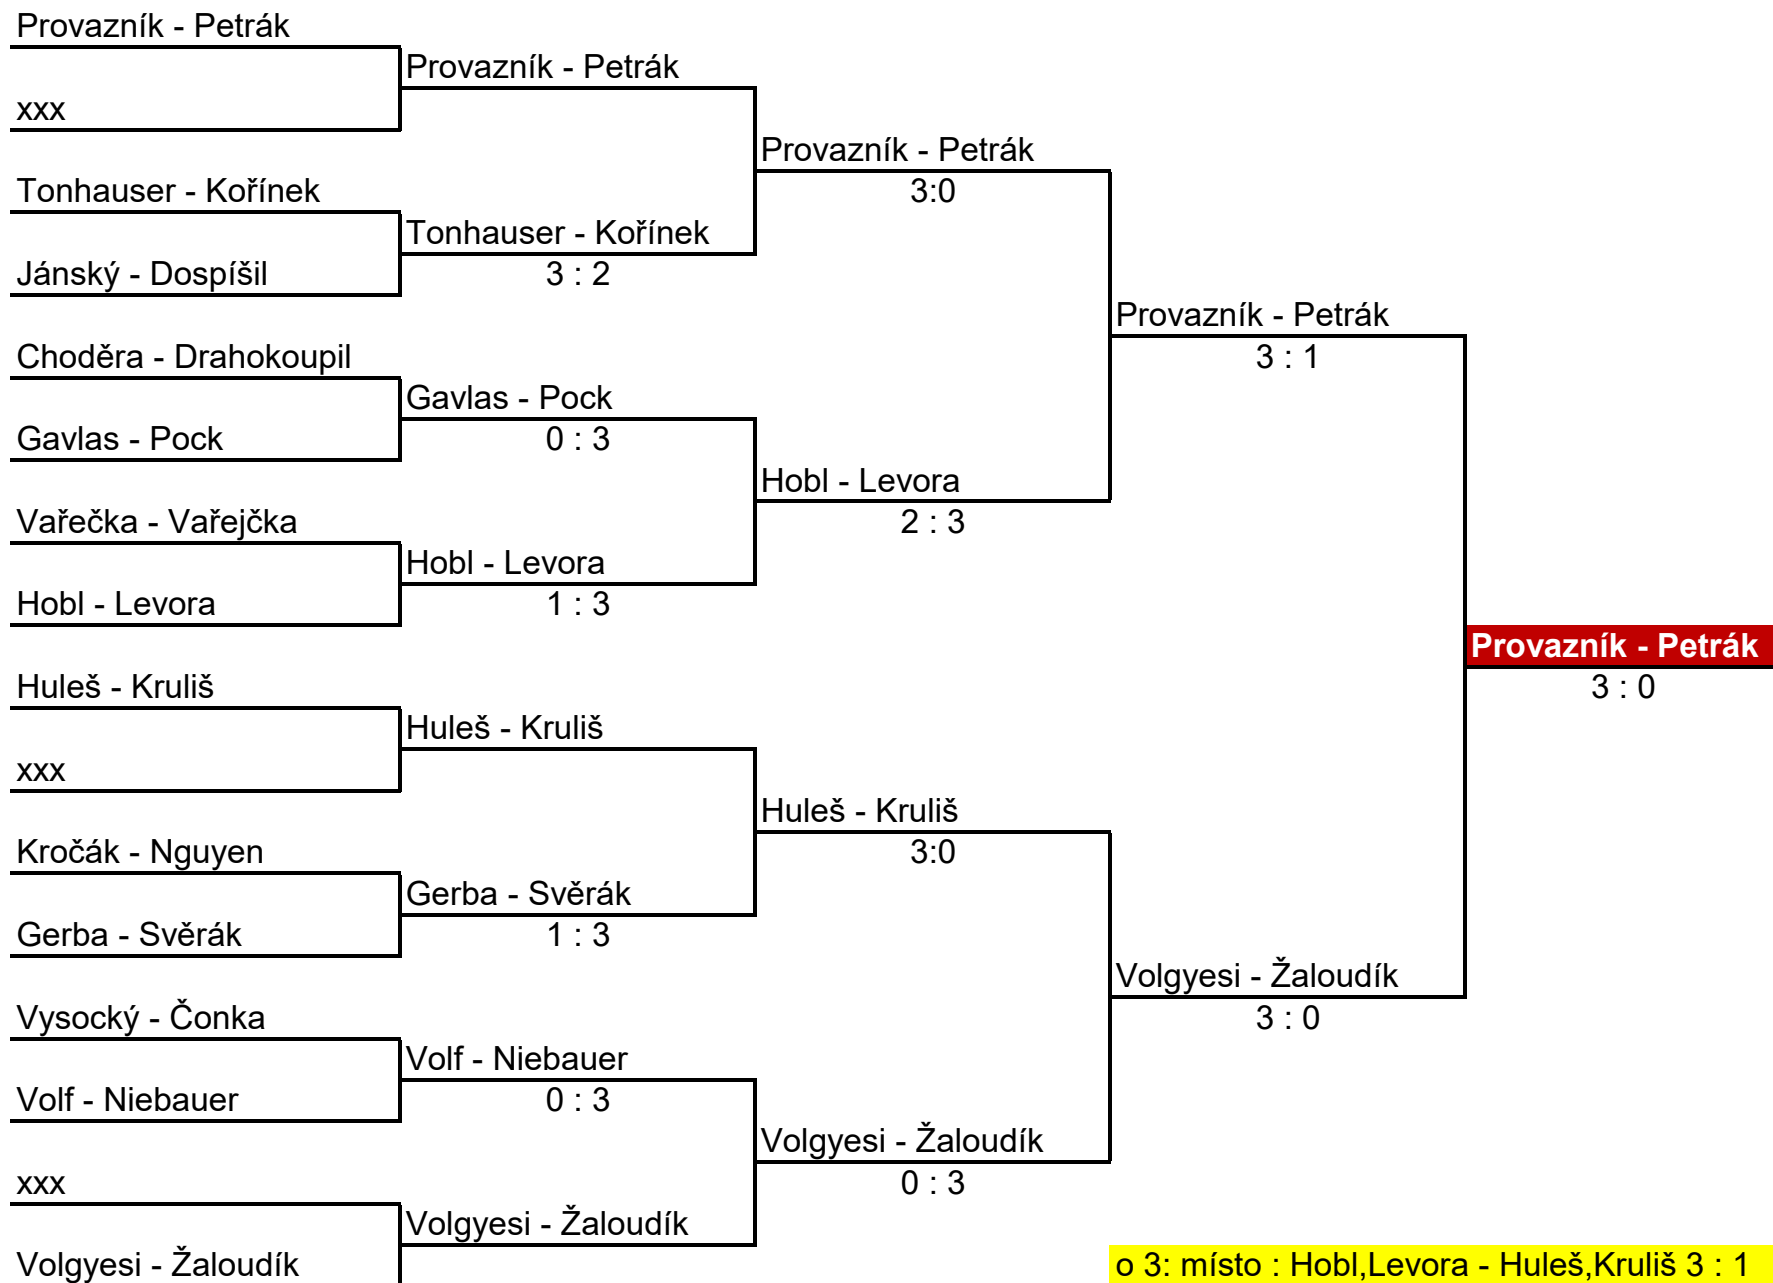 Provazník - Petrák
Provazník - Petrák
xxx
Provazník - Petrák
3:0
Tonhauser - Kořínek
Tonhauser - Kořínek
3 : 2
Jánský - Dospíšil
Provazník - Petrák
3 : 1
Choděra - Drahokoupil
Gavlas - Pock
0 : 3
Gavlas - Pock
Hobl - Levora
2 : 3
Vařečka - Vařejčka
Hobl - Levora
1 : 3
Hobl - Levora
Provazník - Petrák
3 : 0
Huleš - Kruliš
Huleš - Kruliš
xxx
Huleš - Kruliš
3:0
Kročák - Nguyen
Gerba - Svěrák
1 : 3
Gerba - Svěrák
Volgyesi - Žaloudík
3 : 0
Vysocký - Čonka
Volf - Niebauer
0 : 3
Volf - Niebauer
Volgyesi - Žaloudík
0 : 3
xxx
Volgyesi - Žaloudík
Volgyesi - Žaloudík
o 3: místo : Hobl,Levora - Huleš,Kruliš 3 : 1